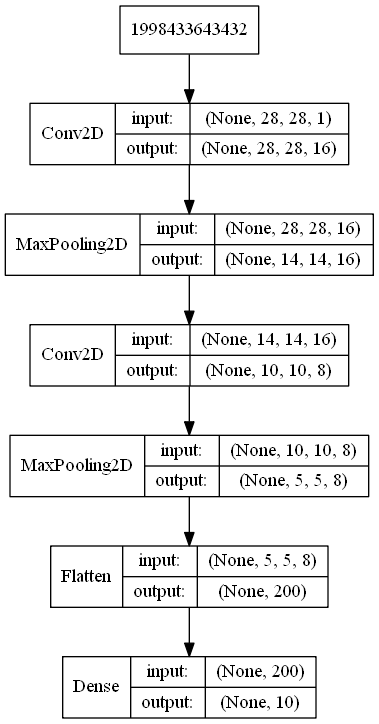 1998433643432
Conv2D
input: (None, 28, 28, 1)
output: (None, 28, 28, 16)
MaxPooling2D
input: (None, 28, 28, 16)
output: (None, 14, 14, 16)
Conv2D
input: (None, 14, 14, 16)
output: (None, 10, 10, 8)
MaxPooling2D
input: (None, 10, 10, 8)
output: (None, 5, 5, 8)
Flatten
input: (None, 5, 5, 8)
output: (None, 200)
Dense
input: (None, 200)
output: (None, 10)